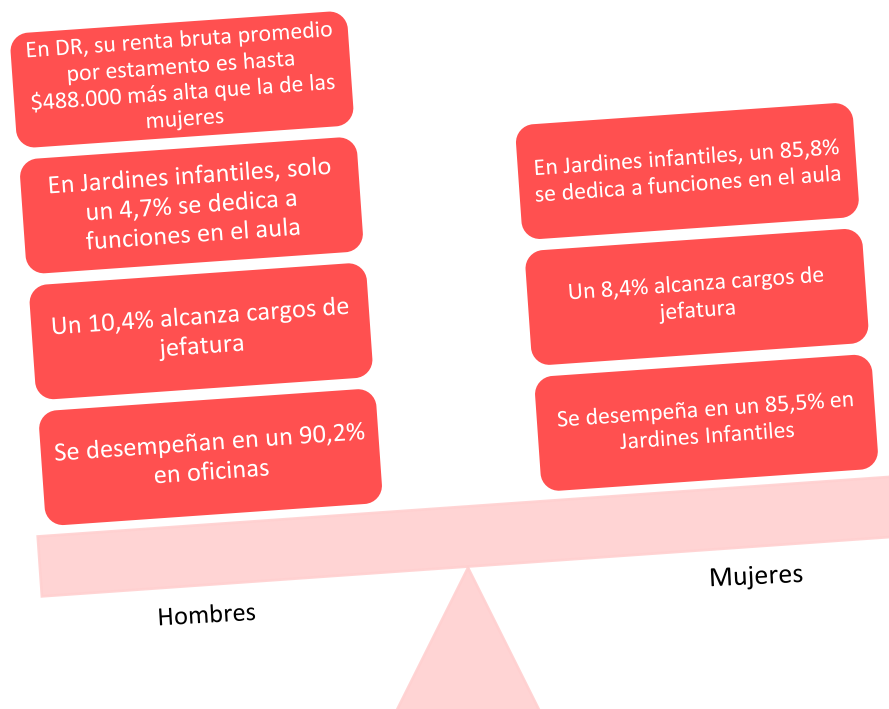 En DR, su renta bruta promedio
por estamento es hasta
$488.000 más alta que la de las
mujeres
En Jardines infantiles, solo
un 4,7% se dedica a
funciones en el aula
Un 10,4% alcanza cargos de
jefatura
Se desempeñan en un 90,2%
en oficinas
Hombres
En Jardines infantiles, un 85,8%
se dedica a funciones en el aula
Un 8,4% alcanza cargos de
jefatura
Se desempeña en un 85,5% en
Jardines Infantiles
Mujeres